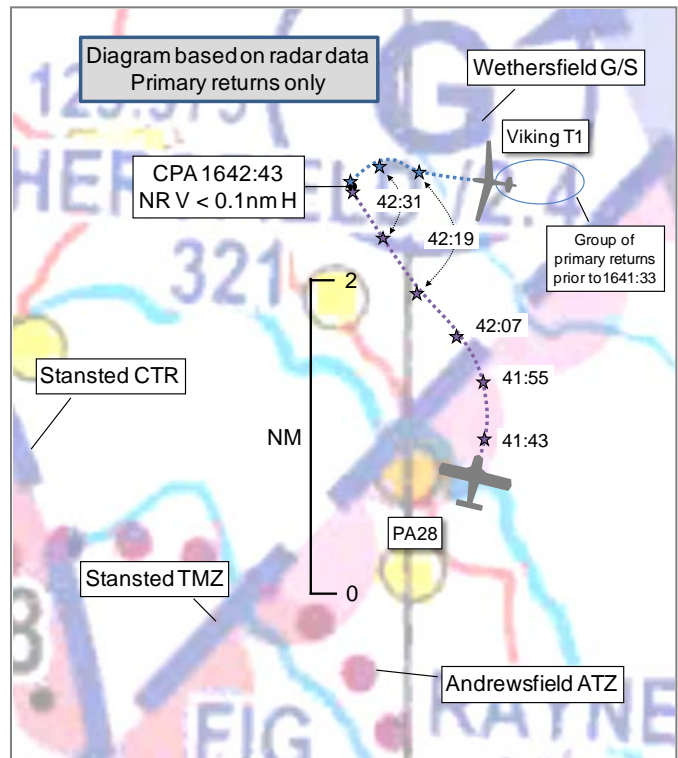 Diagram based on radar data
Primary returns only
Wethersfield G/S
Viking T1
CPA 1642:43
NR V < 0.1nm H
42:31
42:19
Group of
primary returns
prior to 1641:33
321
2
42:07
Stansted CTR
41:55
NM
41:43
PA28
Stansted TMZ
0
Andrewsfield ATZ
RAYNE